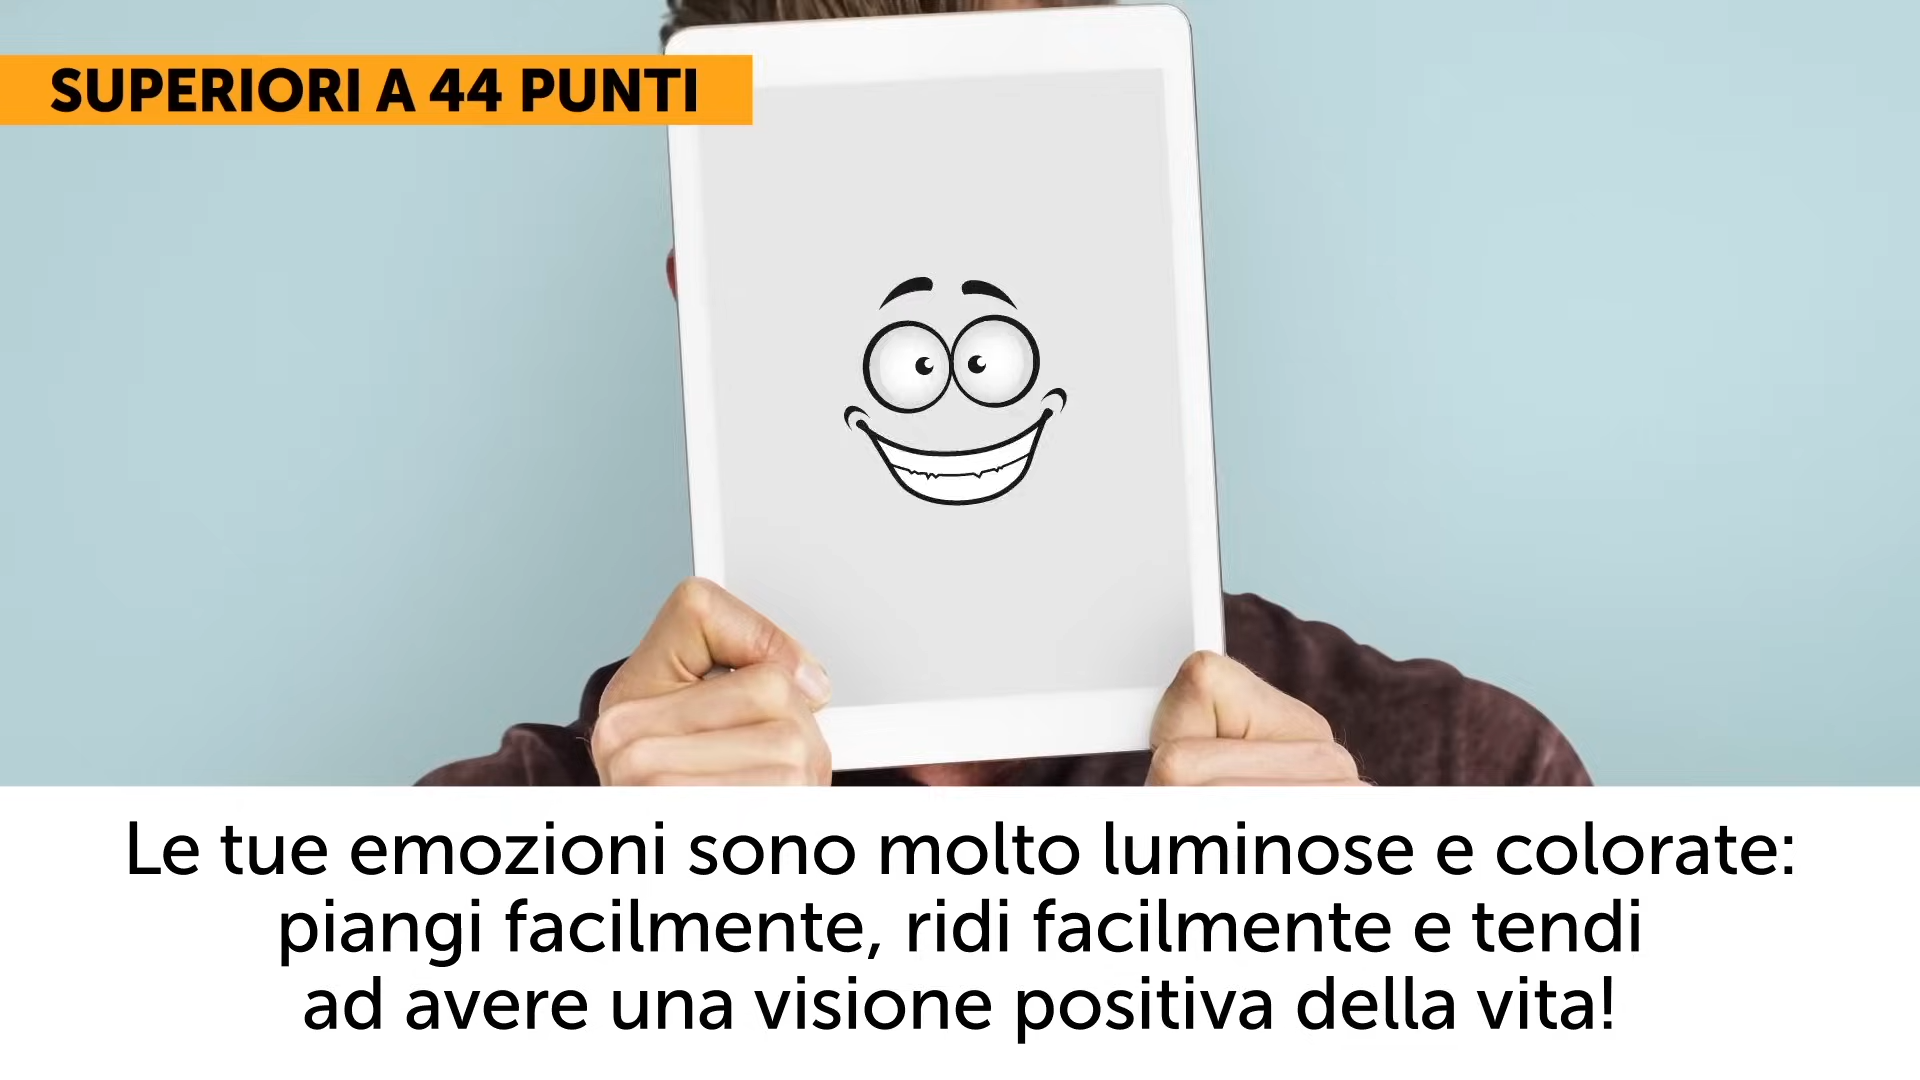 SUPERIORI A 44 PUNTI
Le tue emozioni sono molto luminose e colorate:
piangi facilmente, ridi facilmente e tendi
ad avere una visione positiva della vita!